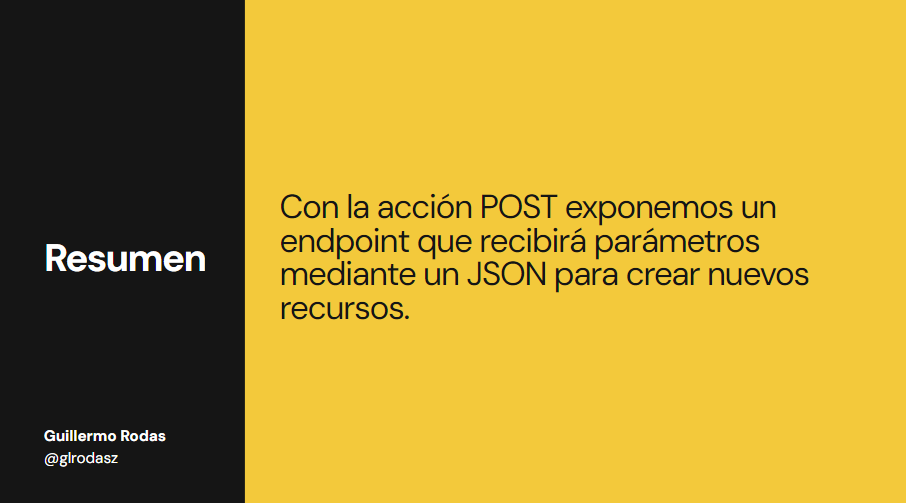 Resumen
Con la acción POST exponemos un
endpoint que recibirá parámetros
mediante un JSON para crear nuevos
recursos.
Guillermo Rodas
@glrodasz